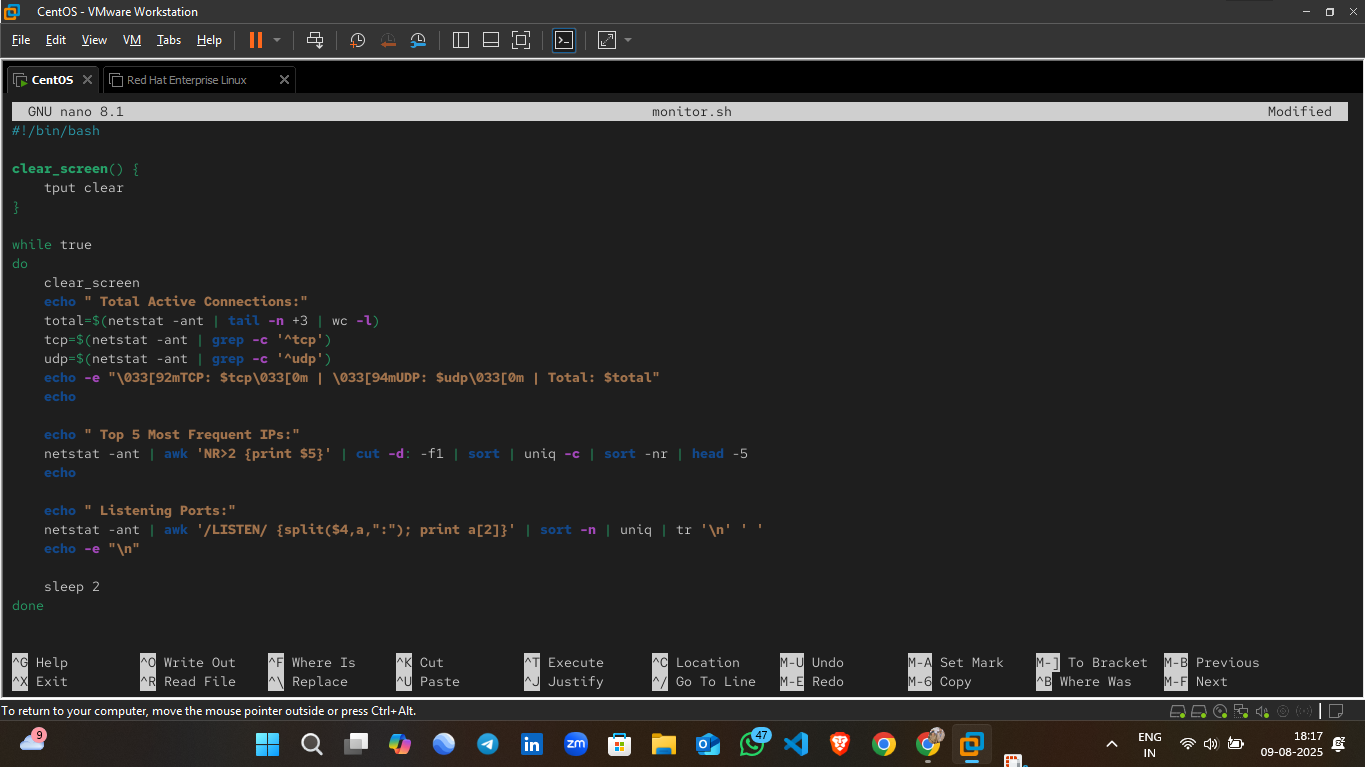 CentOS - VMware Workstation
File Edit View VM Tabs Help
CentOS Red Hat Enterprise Linux
GNU nano 8.1 monitor.sh Modified
#!/bin/bash
clear_screen() {
    tput clear
}
while true
do
    clear_screen
    echo " Total Active Connections:"
    total=$(netstat -ant | tail -n +3 | wc -l)
    tcp=$(netstat -ant | grep -c '^tcp')
    udp=$(netstat -ant | grep -c '^udp')
    echo -e "\033[92mTCP: $tcp\033[0m | \033[94mUDP: $udp\033[0m | Total: $total"
    echo
    echo " Top 5 Most Frequent IPs:"
    netstat -ant | awk 'NR>2 {print $5}' | cut -d: -f1 | sort | uniq -c | sort -nr | head -5
    echo
    echo " Listening Ports:"
    netstat -ant | awk '/LISTEN/ {split($4,a,":"); print a[2]}' | sort -n | uniq | tr '\n' ' '
    echo -e "\n"
    sleep 2
done
^G Help ^O Write Out ^F Where Is ^K Cut ^T Execute ^C Location M-U Undo M-A Set Mark M-] To Bracket M-B Previous
^X Exit ^R Read File ^\ Replace ^U Paste ^J Justify ^/ Go To Line M-E Redo M-6 Copy ^B Where Was M-F Next
To return to your computer, move the mouse pointer outside or press Ctrl+Alt.
9 in zm 47 ENG 18:17
IN 09-08-2025